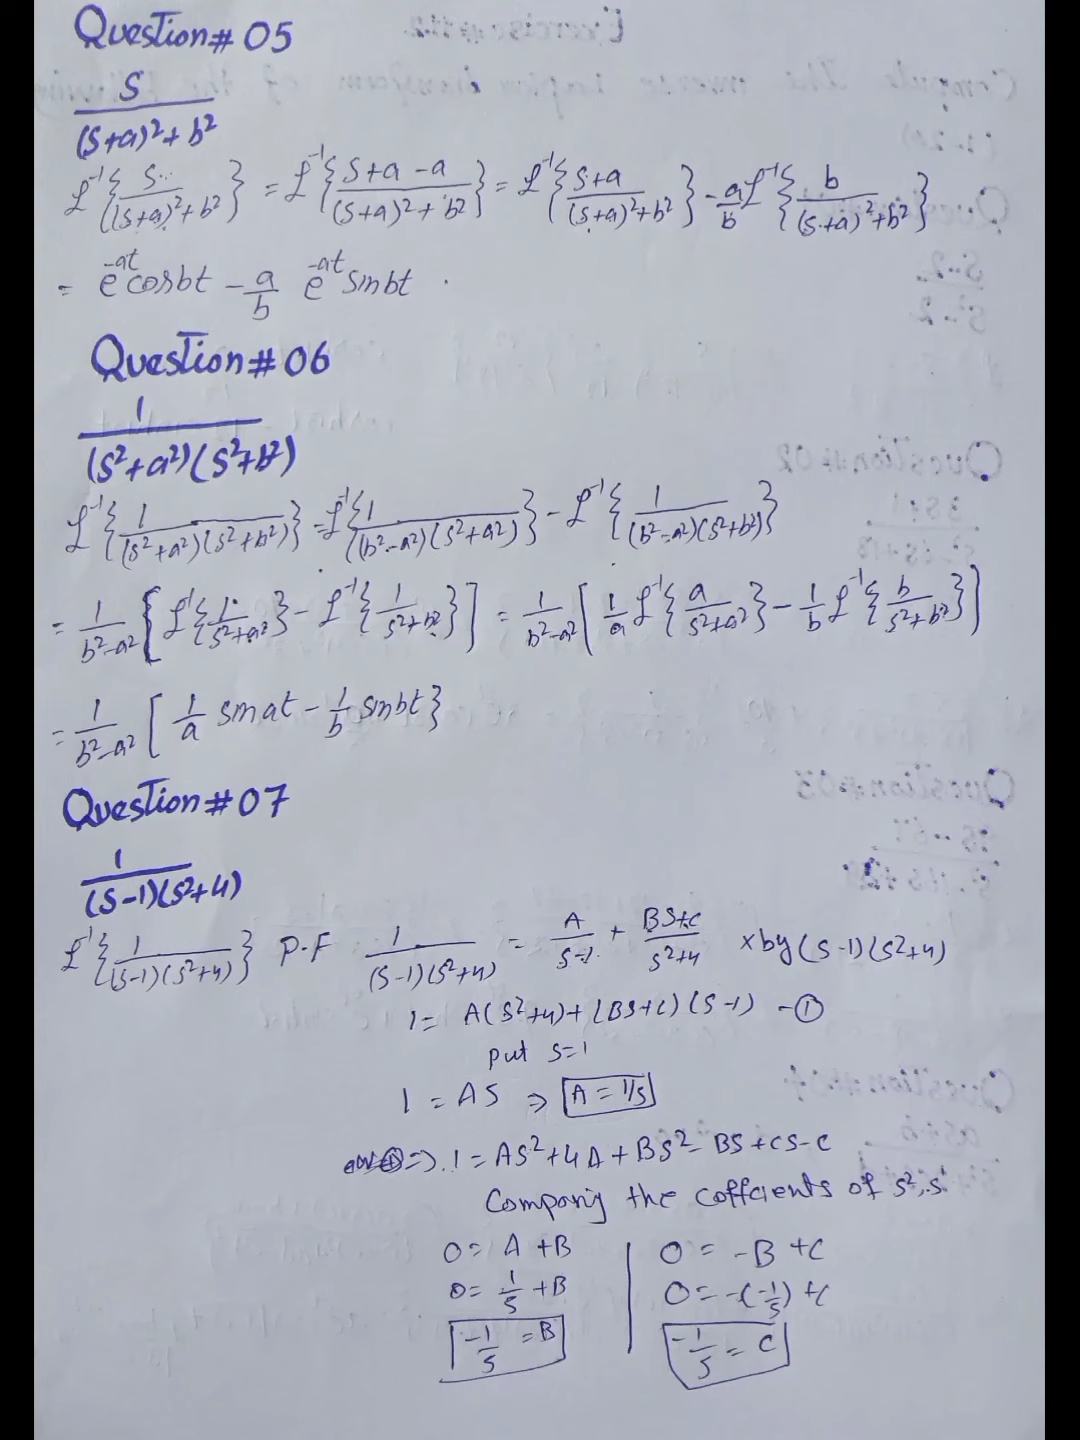 Question # 05
S / ((S+a)² + b²)
£⁻¹{S / ((S+a)²+b²)} = £⁻¹{(S+a-a) / ((S+a)²+b²)} = £⁻¹{(S+a) / ((S+a)²+b²)} - a/b £⁻¹{b / ((S+a)²+b²)}
= e^-at cosbt - a/b e^-at sinbt
Question # 06
1 / ((S²+a²)(S²+b²))
£⁻¹{1 / ((S²+a²)(S²+b²))} = £⁻¹{1 / ((b²-a²)(S²+a²))} - £⁻¹{1 / ((b²-a²)(S²+b²))}
= 1/(b²-a²) [£⁻¹{1/(S²+a²)} - £⁻¹{1/(S²+b²)}] = 1/(b²-a²) [1/a £⁻¹{a/(S²+a²)} - 1/b £⁻¹{b/(S²+b²)}]
= 1/(b²-a²) [1/a sinat - 1/b sinbt}
Question # 07
1 / ((S-1)(S²+4))
£⁻¹{1 / ((S-1)(S²+4))} P.F 1 / ((S-1)(S²+4)) = A/(S-1) + (BS+C)/(S²+4) × by (S-1)(S²+4)
1 = A(S²+4) + (BS+C)(S-1) - ①
put S=1
1 = A5 ⇒ A = 1/5
① ⇒ 1 = AS²+4A+BS²-BS+CS-C
Comparig the cofficients of S², S
0 = A + B | 0 = -B + C
0 = 1/5 + B | 0 = -(-1/5) + C
-1/5 = B | -1/5 = C